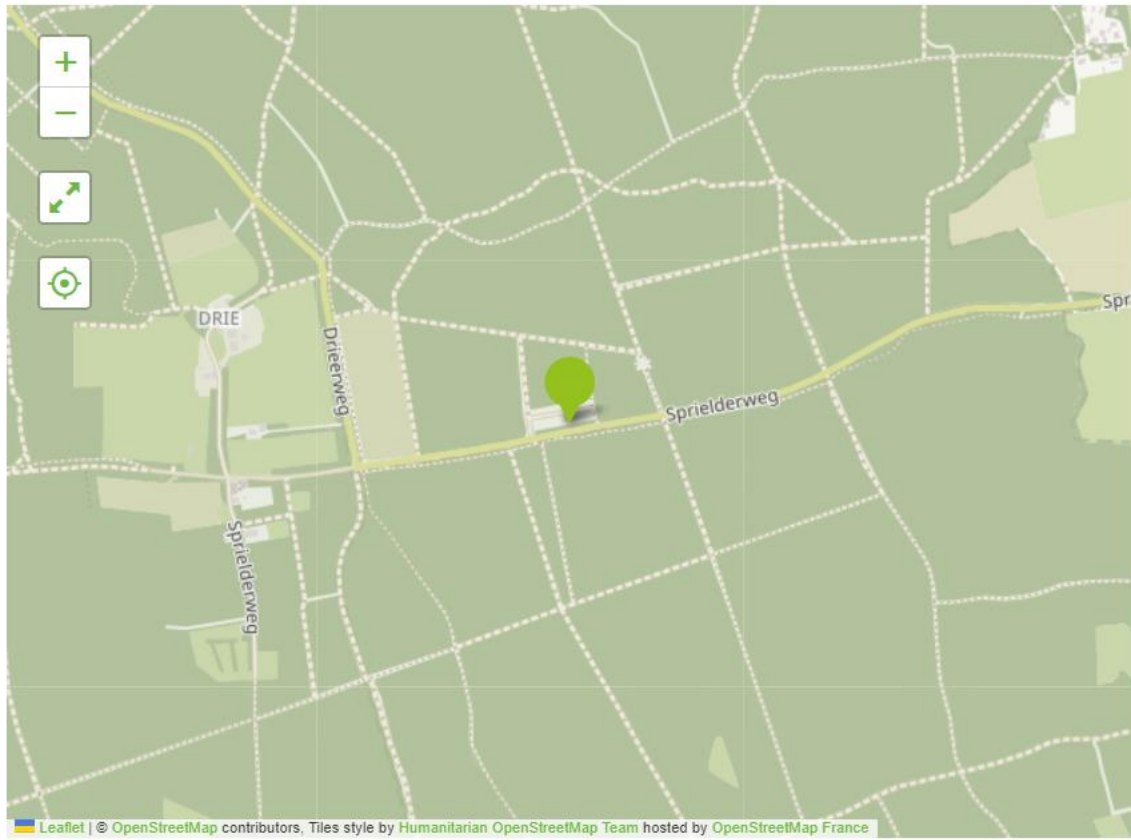 +
−
DRIE
Drieerweg
Sprielderweg
Spr
Sprielderweg
Leaflet | © OpenStreetMap contributors, Tiles style by Humanitarian OpenStreetMap Team hosted by OpenStreetMap France